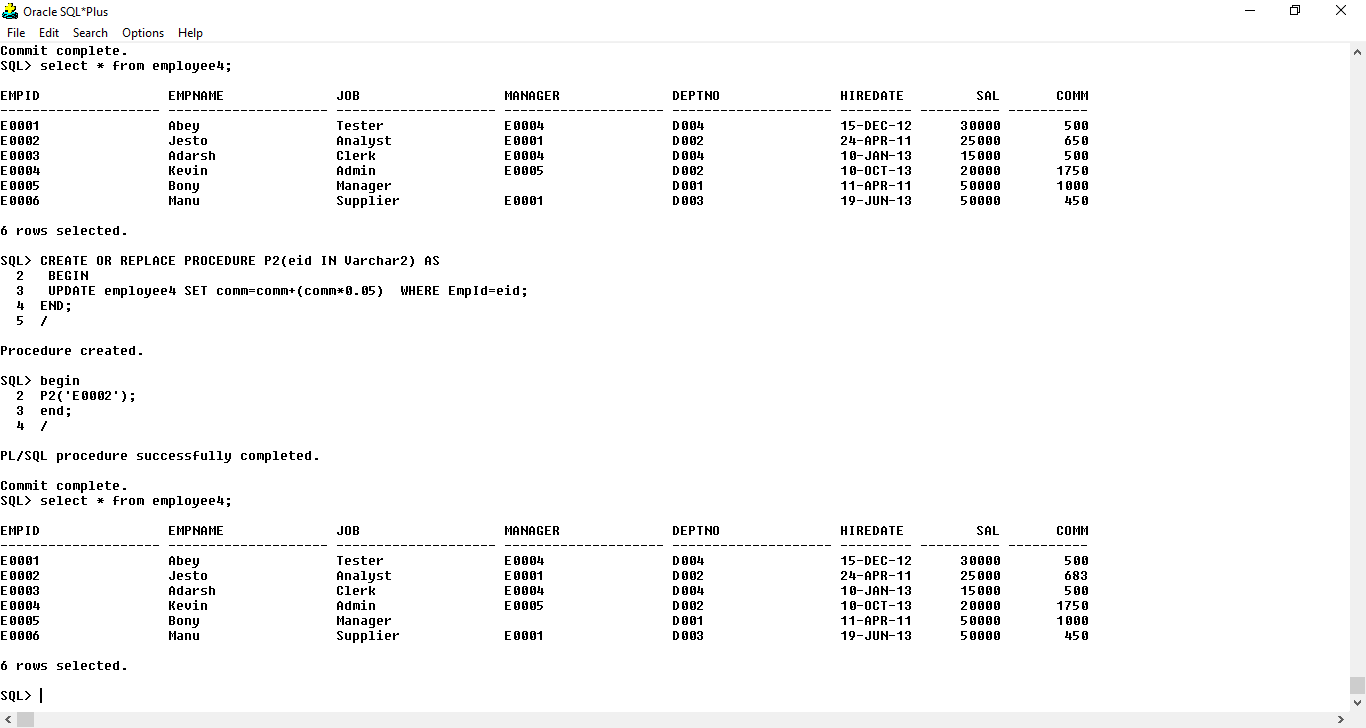 Oracle SQL*Plus
File Edit Search Options Help
Commit complete.
SQL> select * from employee4;
EMPID EMPNAME JOB MANAGER DEPTNO HIREDATE SAL COMM
-------------------- -------------------- -------------------- -------------------- -------------------- --------- ---------- ----------
E0001 Abey Tester E0004 D004 15-DEC-12 30000 500
E0002 Jesto Analyst E0001 D002 24-APR-11 25000 650
E0003 Adarsh Clerk E0004 D004 10-JAN-13 15000 500
E0004 Kevin Admin E0005 D002 10-OCT-13 20000 1750
E0005 Bony Manager D001 11-APR-11 50000 1000
E0006 Manu Supplier E0001 D003 19-JUN-13 50000 450
6 rows selected.
SQL> CREATE OR REPLACE PROCEDURE P2(eid IN Varchar2) AS
2 BEGIN
3 UPDATE employee4 SET comm=comm+(comm*0.05) WHERE EmpId=eid;
4 END;
5 /
Procedure created.
SQL> begin
2 P2('E0002');
3 end;
4 /
PL/SQL procedure successfully completed.
Commit complete.
SQL> select * from employee4;
EMPID EMPNAME JOB MANAGER DEPTNO HIREDATE SAL COMM
-------------------- -------------------- -------------------- -------------------- -------------------- --------- ---------- ----------
E0001 Abey Tester E0004 D004 15-DEC-12 30000 500
E0002 Jesto Analyst E0001 D002 24-APR-11 25000 683
E0003 Adarsh Clerk E0004 D004 10-JAN-13 15000 500
E0004 Kevin Admin E0005 D002 10-OCT-13 20000 1750
E0005 Bony Manager D001 11-APR-11 50000 1000
E0006 Manu Supplier E0001 D003 19-JUN-13 50000 450
6 rows selected.
SQL>